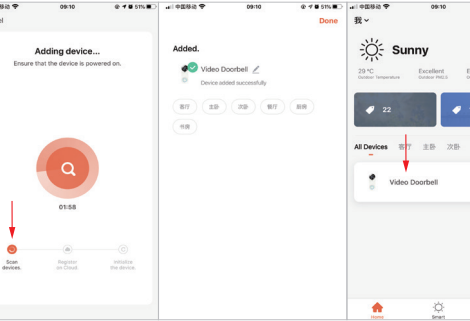 中国移动 09:10 51%
el
Adding device...
Ensure that the device is powered on.
01:58
Scan devices.
Register on Cloud
Initialize the device.
中国移动 09:10 51%
Done
Added.
Video Doorbell
Device added successfully
客厅 主卧 次卧 餐厅 厨房
书房
中国移动 09:10
我
Sunny
29 °C Excellent
Outdoor Temperature Outdoor PM2.5
22
All Devices 客厅 主卧 次卧
Video Doorbell
Home Smart